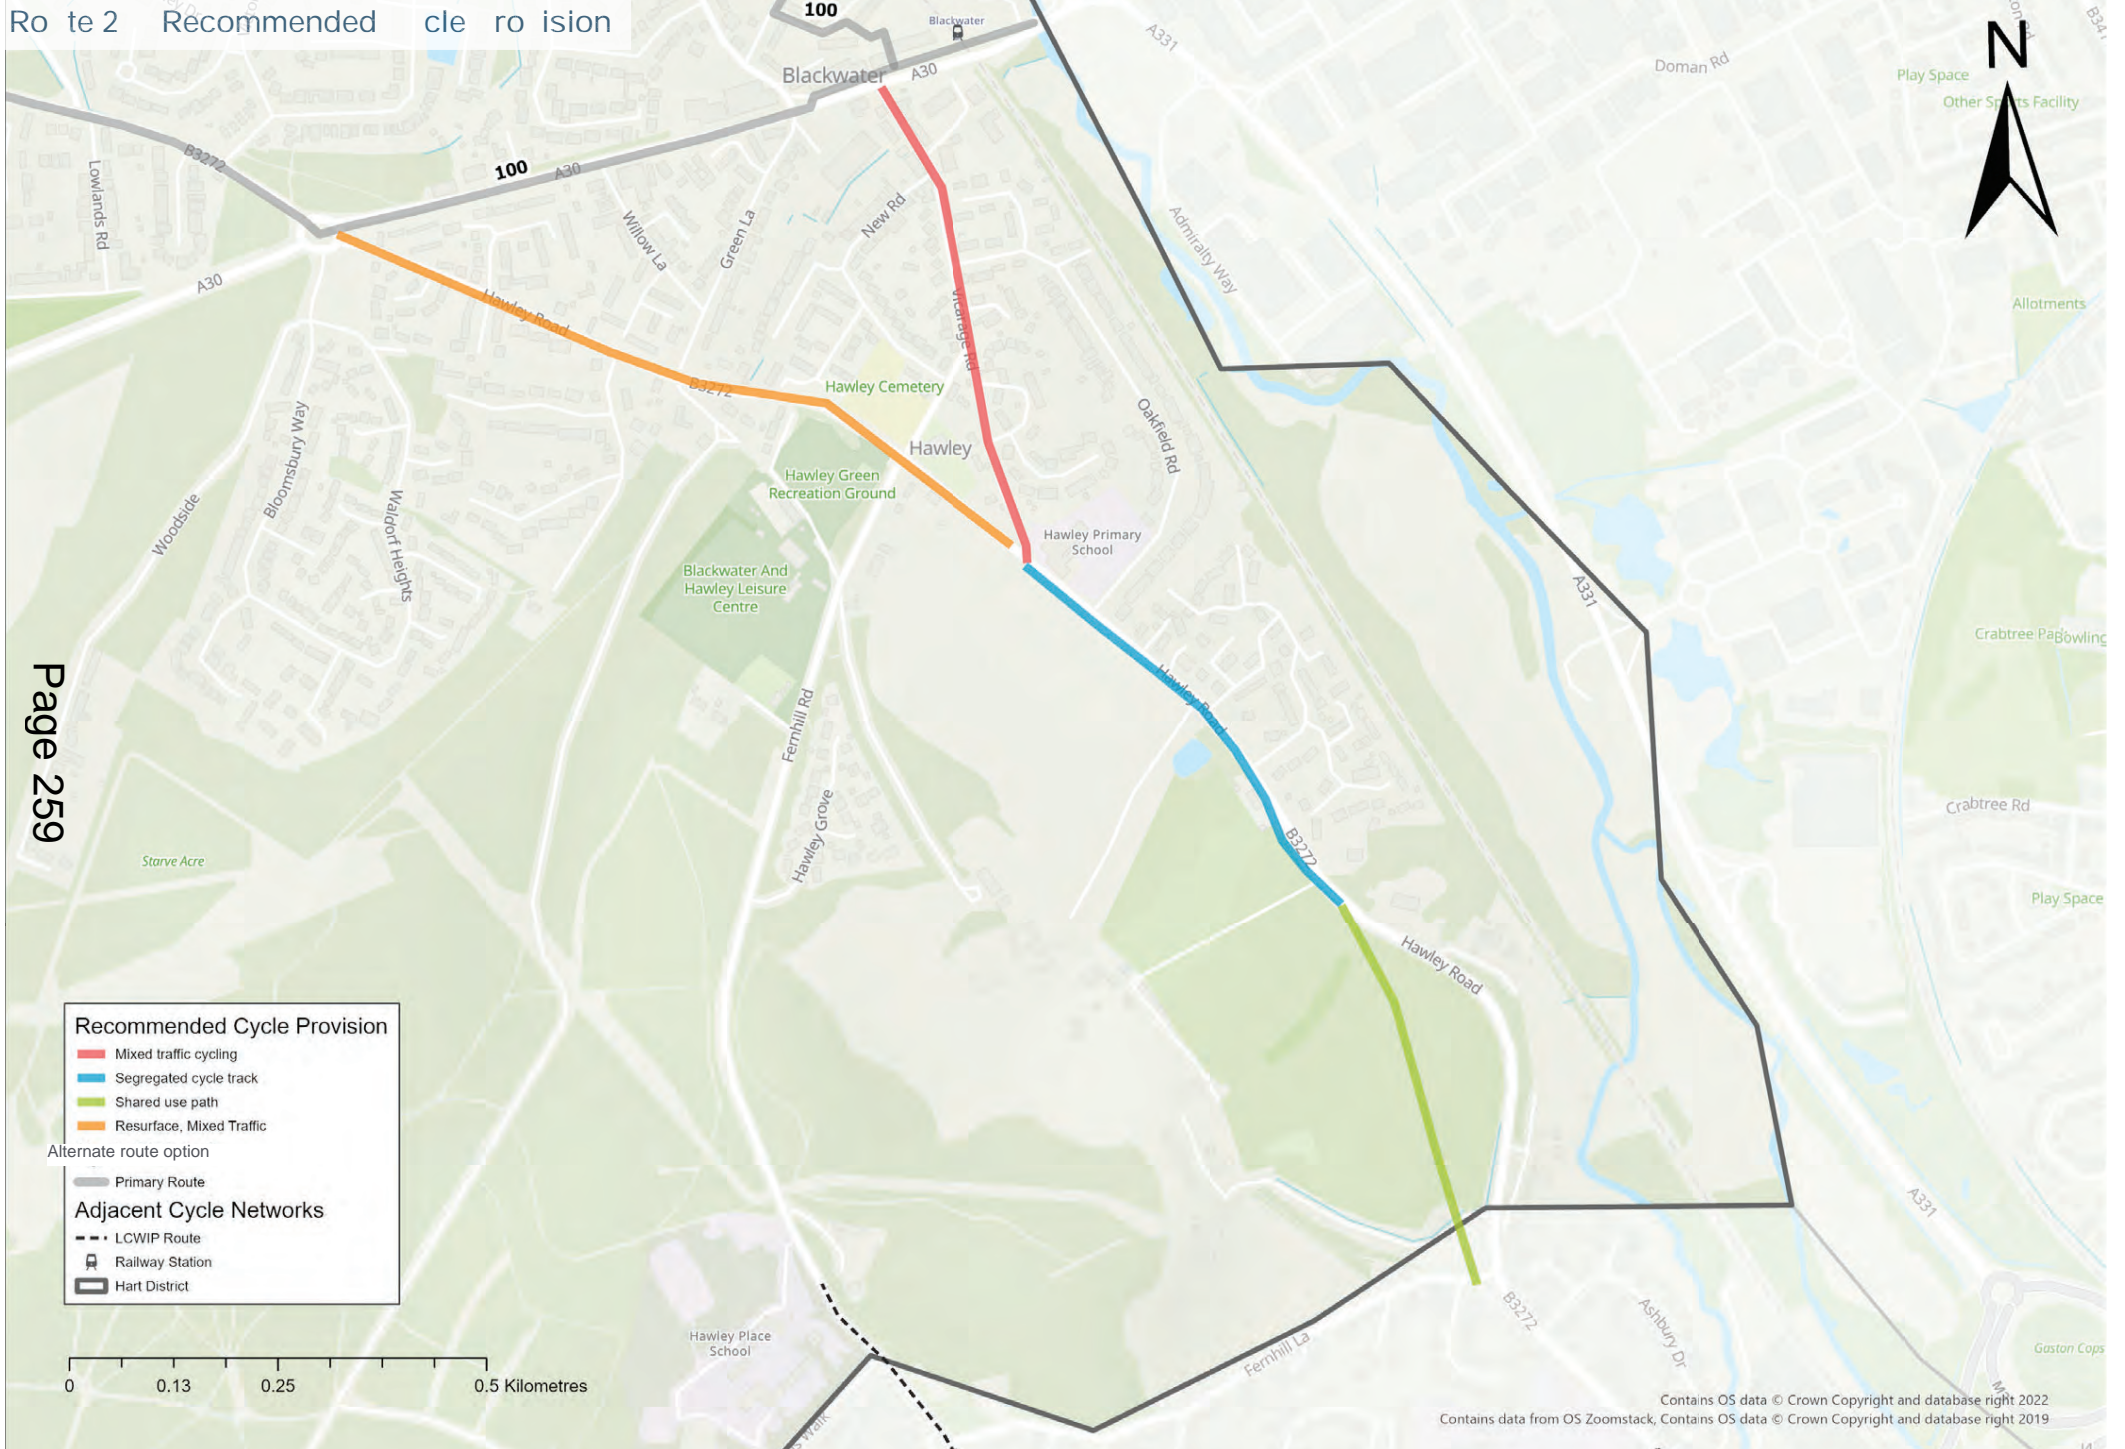 Ro te 2 Recommended cle ro ision
100
Blackwater
A331
Doman Rd
Play Space
Other Sports Facility
N
Blackwater
A30
B3272
100
A30
Lowlands Rd
Willow La
Green La
New Rd
Admiralty Way
A30
Hawley Road
Vicarage Rd
Allotments
B3272
Hawley Cemetery
Oakfield Rd
Hawley
Bloomsbury Way
Hawley Green
Recreation Ground
Woodside
Waldorf Heights
Hawley Primary
School
Blackwater And
Hawley Leisure
Centre
A331
Crabtree Pa
Bowling
Page 259
Hawley Road
Fernhill Rd
Hawley Grove
B3272
Crabtree Rd
Starve Acre
Play Space
Hawley Road
Recommended Cycle Provision
Mixed traffic cycling
Segregated cycle track
Shared use path
Resurface, Mixed Traffic
Alternate route option
Primary Route
Adjacent Cycle Networks
LCWIP Route
Railway Station
Hart District
A331
B3272
Ashbury Dr
Hawley Place
School
Fernhill La
Gaston Cops
0 0.13 0.25 0.5 Kilometres
Contains OS data © Crown Copyright and database right 2022
Contains data from OS Zoomstack, Contains OS data © Crown Copyright and database right 2019